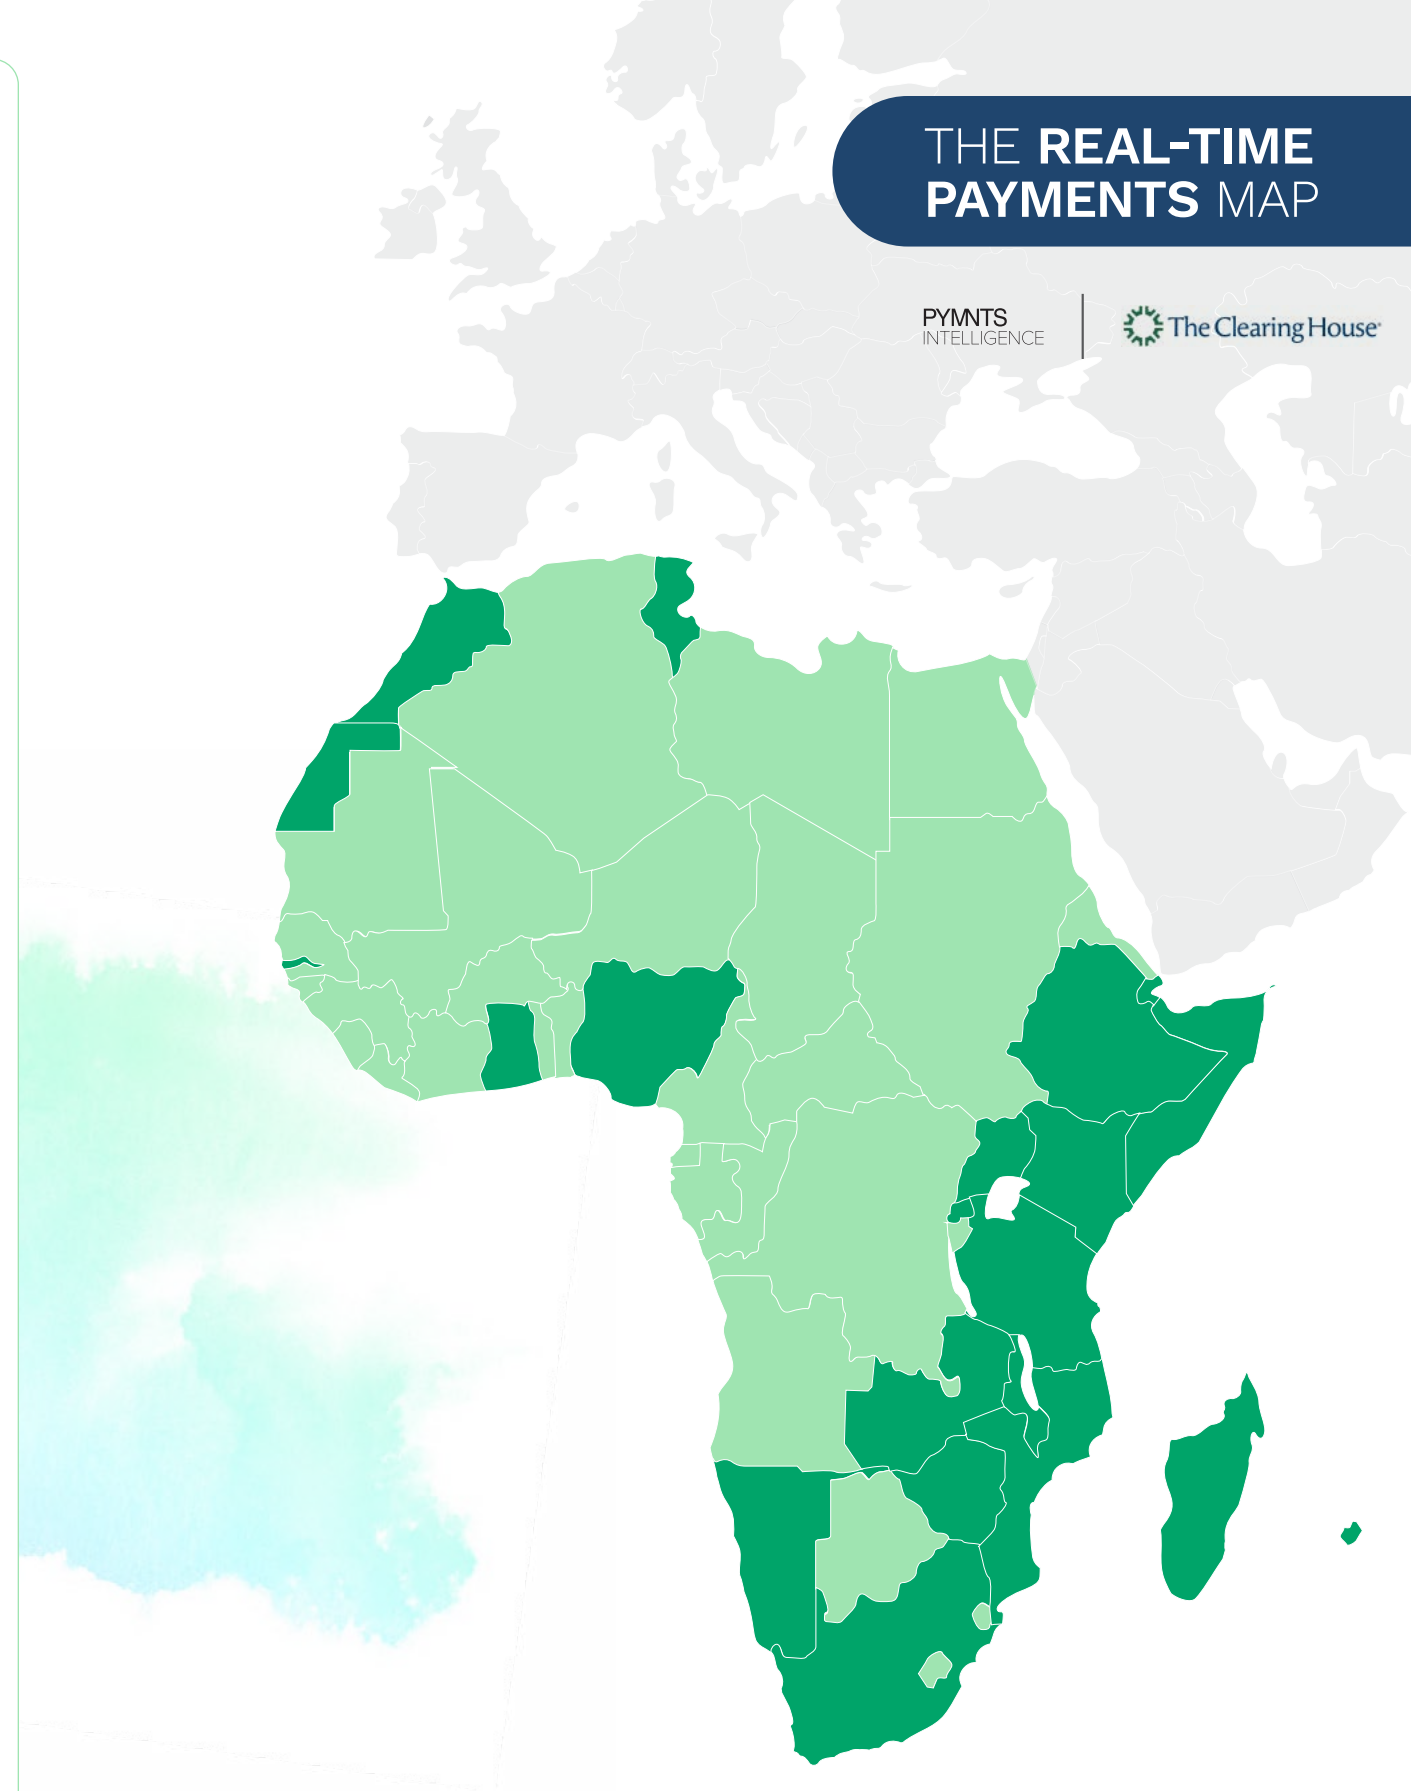 THE REAL-TIME
PAYMENTS MAP
PYMNTS
INTELLIGENCE
The Clearing House